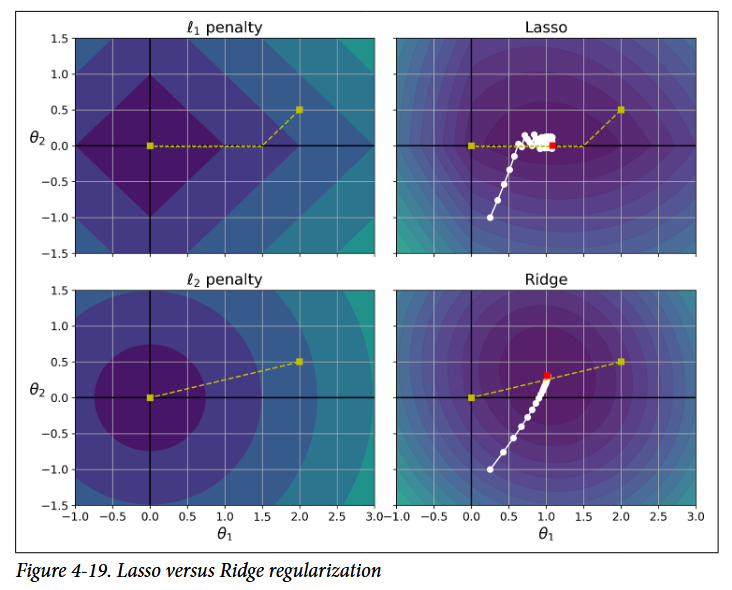 ℓ1 penalty
Lasso
1.5
1.0
0.5
θ2 0.0
−0.5
−1.0
−1.5
ℓ2 penalty
Ridge
1.5
1.0
0.5
θ2 0.0
−0.5
−1.0
−1.5
−1.0 −0.5 0.0 0.5 1.0 1.5 2.0 2.5 3.0 −1.0 −0.5 0.0 0.5 1.0 1.5 2.0 2.5 3.0
θ1 θ1
Figure 4-19. Lasso versus Ridge regularization